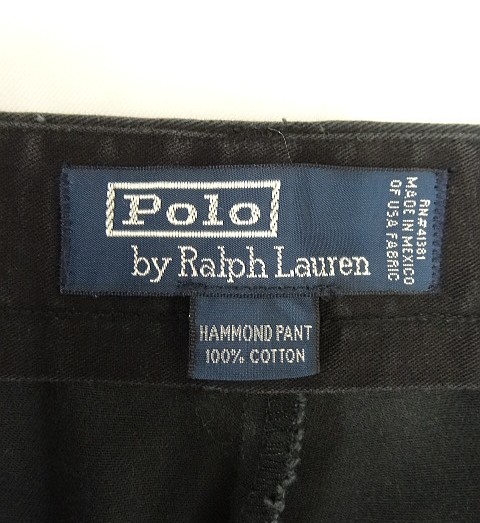 Polo
by Ralph Lauren
RN#41381
MADE IN MEXICO
OF USA FABRIC
HAMMOND PANT
100% COTTON